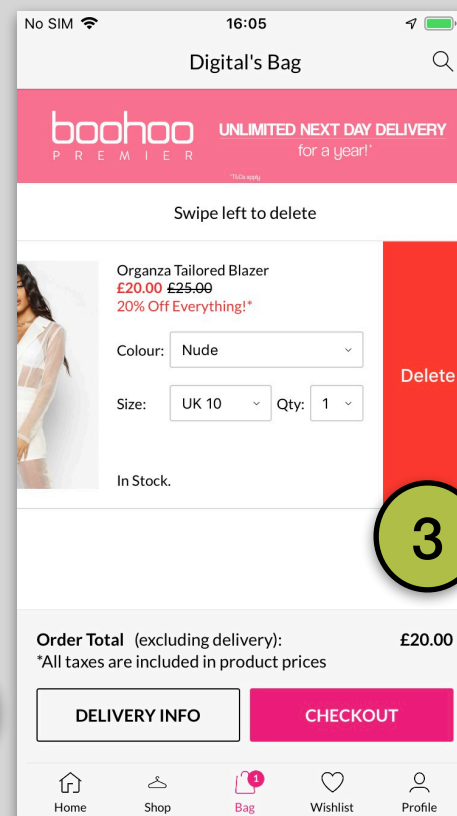 No SIM 16:05
Digital's Bag
boohoo
PREMIER
UNLIMITED NEXT DAY DELIVERY
for a year!*
*T&Cs apply
Swipe left to delete
Organza Tailored Blazer
£20.00 £25.00
20% Off Everything!*
Colour: Nude
Size: UK 10 Qty: 1
Delete
In Stock.
3
Order Total (excluding delivery): £20.00
*All taxes are included in product prices
DELIVERY INFO CHECKOUT
1
Home Shop Bag Wishlist Profile